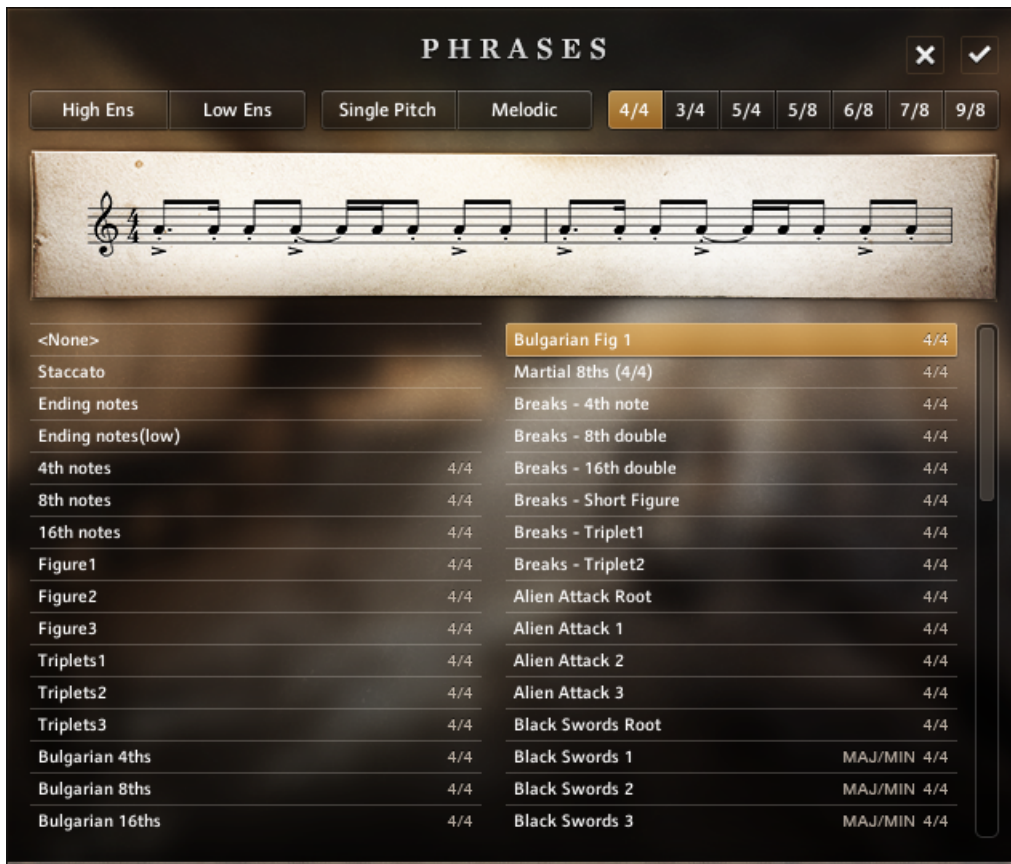 PHRASES
High Ens Low Ens Single Pitch Melodic 4/4 3/4 5/4 5/8 6/8 7/8 9/8
4
4
<None>
Staccato
Ending notes
Ending notes(low)
4th notes 4/4
8th notes 4/4
16th notes 4/4
Figure1 4/4
Figure2 4/4
Figure3 4/4
Triplets1 4/4
Triplets2 4/4
Triplets3 4/4
Bulgarian 4ths 4/4
Bulgarian 8ths 4/4
Bulgarian 16ths 4/4
Bulgarian Fig 1 4/4
Martial 8ths (4/4) 4/4
Breaks - 4th note 4/4
Breaks - 8th double 4/4
Breaks - 16th double 4/4
Breaks - Short Figure 4/4
Breaks - Triplet1 4/4
Breaks - Triplet2 4/4
Alien Attack Root 4/4
Alien Attack 1 4/4
Alien Attack 2 4/4
Alien Attack 3 4/4
Black Swords Root 4/4
Black Swords 1 MAJ/MIN 4/4
Black Swords 2 MAJ/MIN 4/4
Black Swords 3 MAJ/MIN 4/4